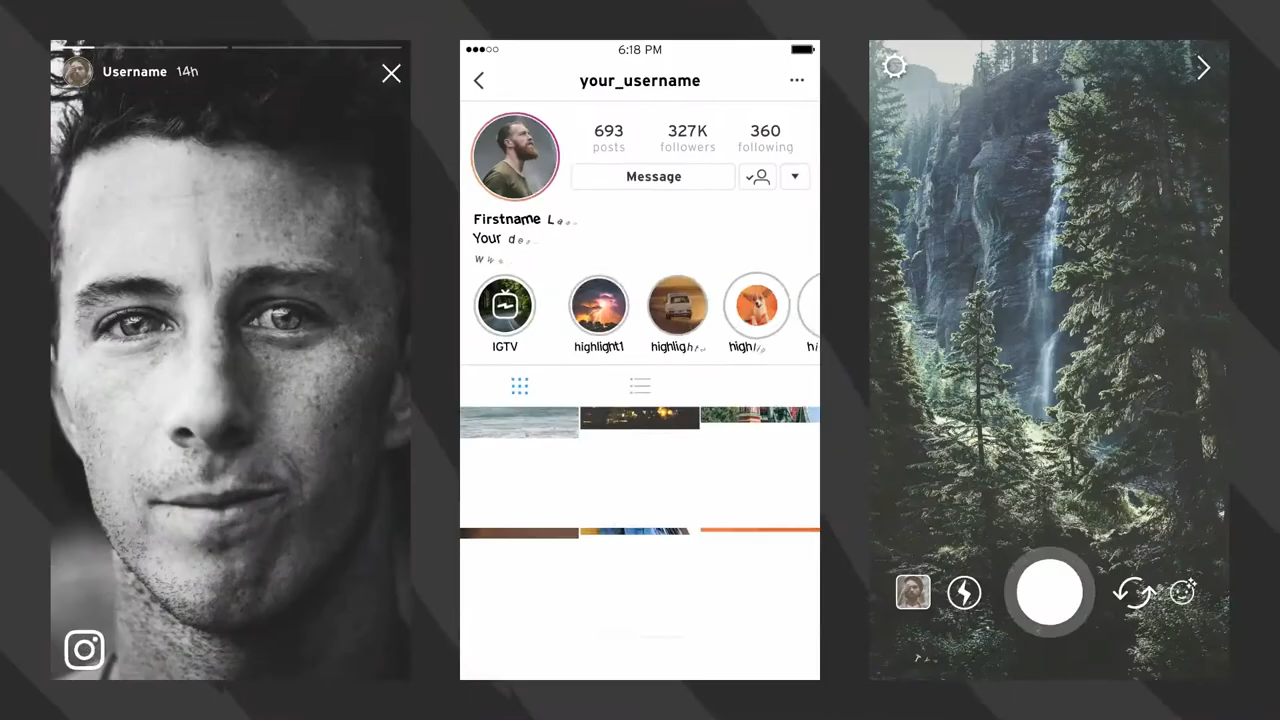 Username 14h
6:18 PM
your_username
693 327K 360
posts followers following
Message
Firstname
Your
IGTV highlight1